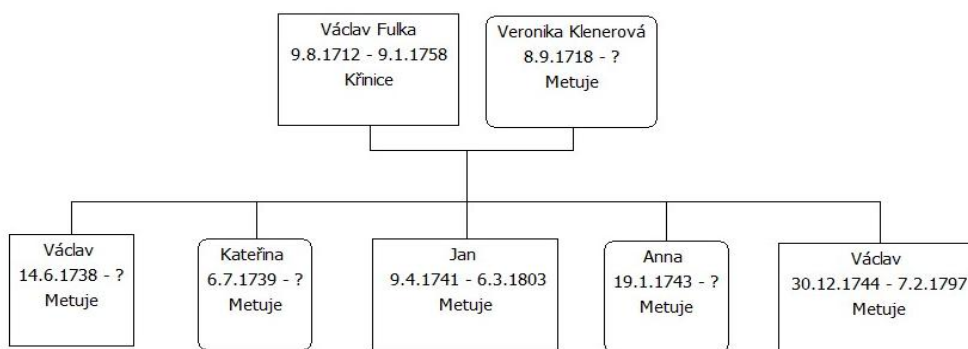 Václav Fulka
9.8.1712 - 9.1.1758
Křinice
Veronika Klenerová
8.9.1718 - ?
Metuje
Václav
14.6.1738 - ?
Metuje
Kateřina
6.7.1739 - ?
Metuje
Jan
9.4.1741 - 6.3.1803
Metuje
Anna
19.1.1743 - ?
Metuje
Václav
30.12.1744 - 7.2.1797
Metuje